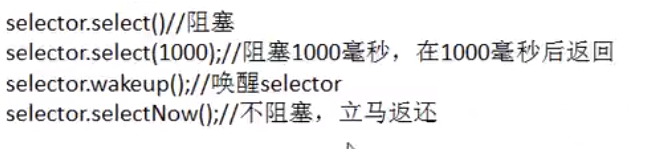 selector.select()//阻塞
selector.select(1000);//阻塞1000毫秒，在1000毫秒后返回
selector.wakeup();//唤醒selector
selector.selectNow();//不阻塞，立马返还